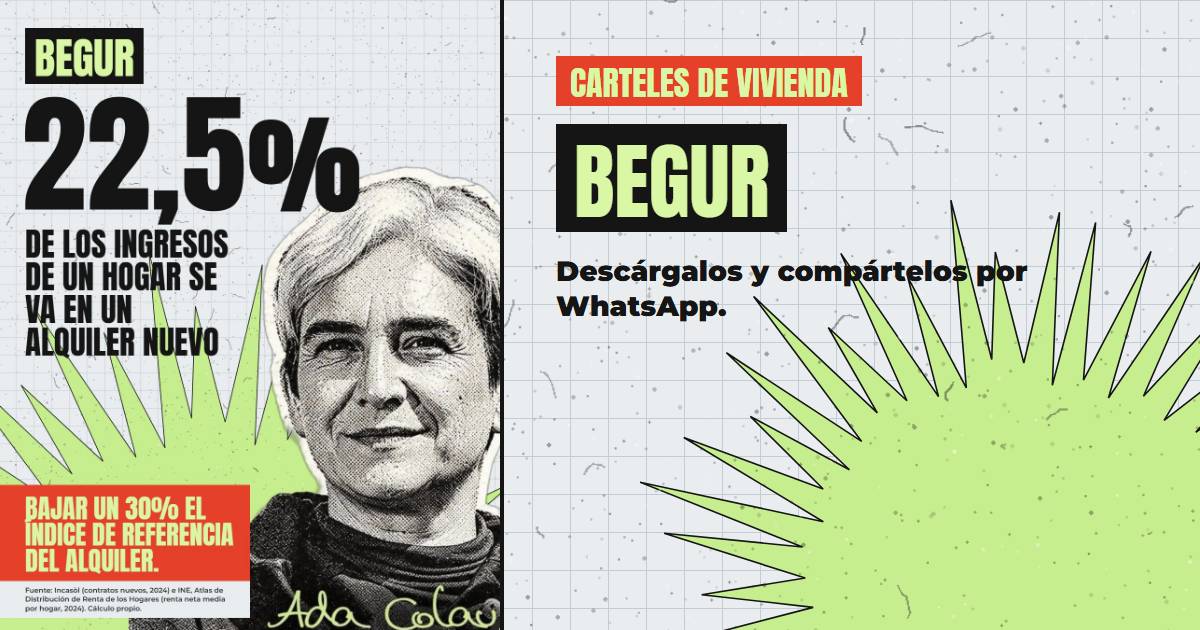 BEGUR
22,5%
DE LOS INGRESOS
DE UN HOGAR SE
VA EN UN
ALQUILER NUEVO
BAJAR UN 30% EL
ÍNDICE DE REFERENCIA
DEL ALQUILER.
Fuente: Incasòl (contratos nuevos, 2024) e INE, Atlas de
Distribución de Renta de los Hogares (renta neta media
por hogar, 2024). Cálculo propio.
Ada Colau
CARTELES DE VIVIENDA
BEGUR
Descárgalos y compártelos por
WhatsApp.